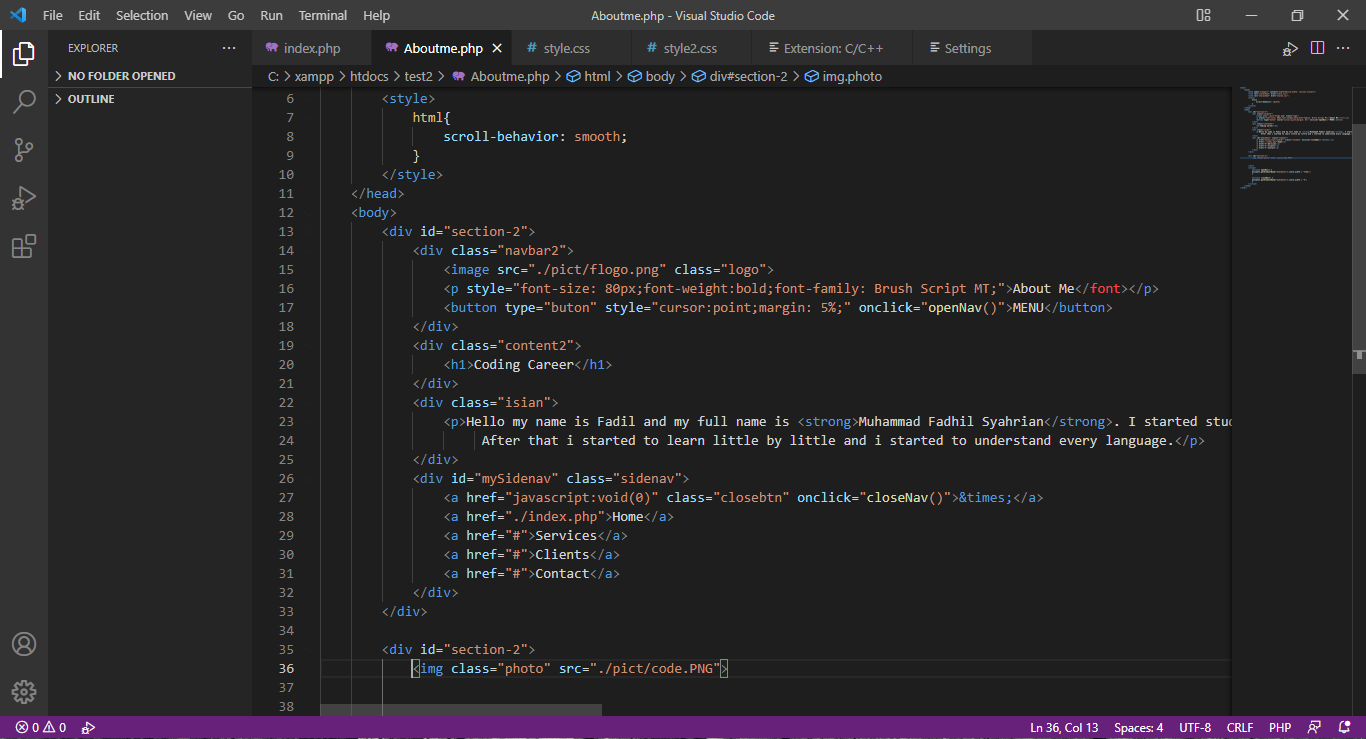 File Edit Selection View Go Run Terminal Help Aboutme.php - Visual Studio Code
EXPLORER ··· index.php Aboutme.php style.css style2.css Extension: C/C++ Settings ···
NO FOLDER OPENED C: > xampp > htdocs > test2 > Aboutme.php > html > body > div#section-2 > img.photo
OUTLINE
6 <style>
7 html{
8 scroll-behavior: smooth;
9 }
10 </style>
11 </head>
12 <body>
13 <div id="section-2">
14 <div class="navbar2">
15 <image src="./pict/flogo.png" class="logo">
16 <p style="font-size: 80px;font-weight:bold;font-family: Brush Script MT;">About Me</font></p>
17 <button type="buton" style="cursor:point;margin: 5%;" onclick="openNav()">MENU</button>
18 </div>
19 <div class="content2">
20 <h1>Coding Career</h1>
21 </div>
22 <div class="isian">
23 <p>Hello my name is Fadil and my full name is <strong>Muhammad Fadhil Syahrian</strong>. I started stu
24 After that i started to learn little by little and i started to understand every language.</p>
25 </div>
26 <div id="mySidenav" class="sidenav">
27 <a href="javascript:void(0)" class="closebtn" onclick="closeNav()">&times;</a>
28 <a href="./index.php">Home</a>
29 <a href="#">Services</a>
30 <a href="#">Clients</a>
31 <a href="#">Contact</a>
32 </div>
33 </div>
34
35 <div id="section-2">
36 <img class="photo" src="./pict/code.PNG">
37
38
0 0 Ln 36, Col 13 Spaces: 4 UTF-8 CRLF PHP